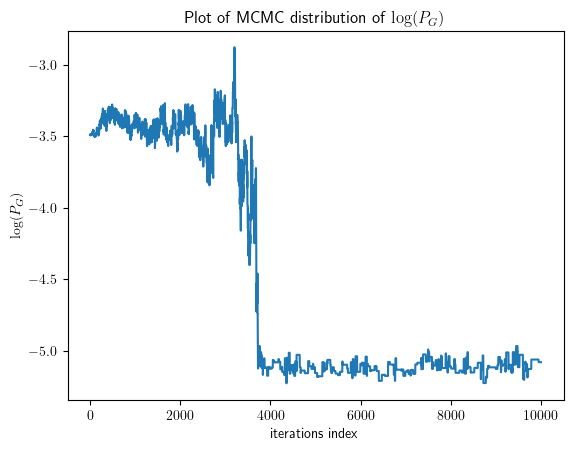 Plot of MCMC distribution of log(P_G)
log(P_G)
−3.0
−3.5
−4.0
−4.5
−5.0
0 2000 4000 6000 8000 10000
iterations index